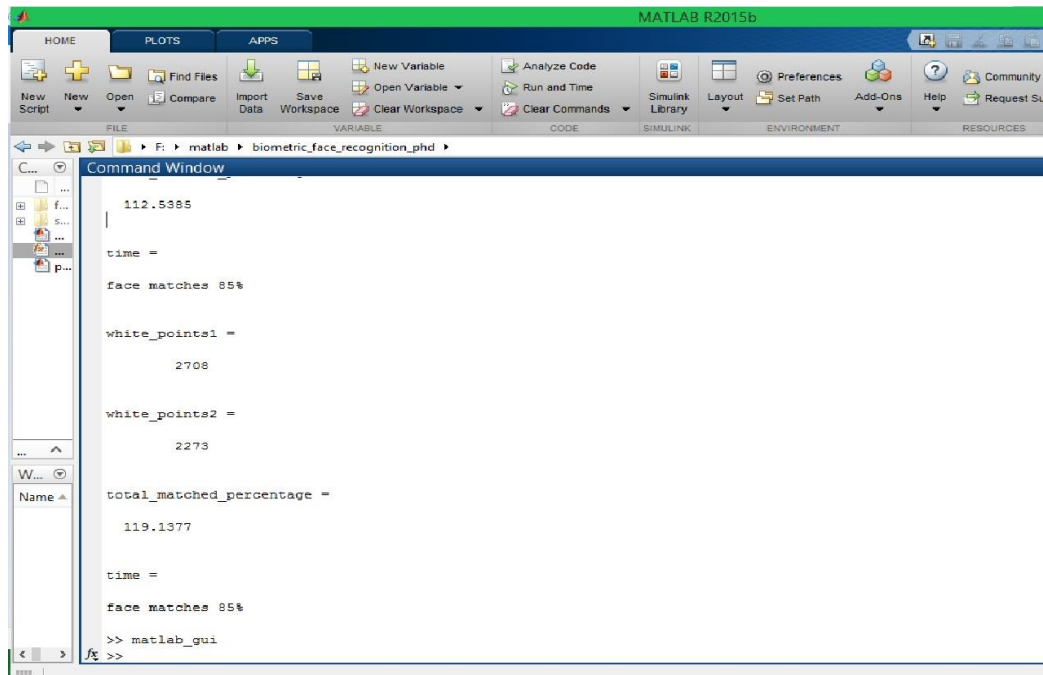 MATLAB R2015b
HOME PLOTS APPS
New Script
New
Open
Find Files
Compare
Import Data
Save Workspace
New Variable
Open Variable
Clear Workspace
Analyze Code
Run and Time
Clear Commands
Simulink Library
Layout
Preferences
Set Path
Add-Ons
Help
Community
Request Su
FILE VARIABLE CODE SIMULINK ENVIRONMENT RESOURCES
F: matlab biometric_face_recognition_phd
C... Command Window
...
f...
s...
...
...
p...
112.5385
time =
face matches 85%
white_points1 =
2708
white_points2 =
2273
...
W...
Name
total_matched_percentage =
119.1377
time =
face matches 85%
>> matlab_gui
fx >>